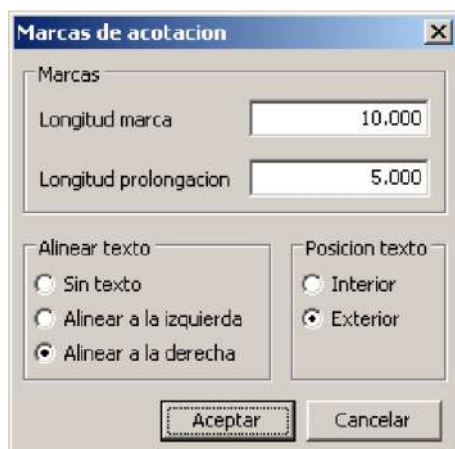 Marcas de acotacion
Marcas
Longitud marca 10.000
Longitud prolongacion 5.000
Alinear texto
Sin texto
Alinear a la izquierda
Alinear a la derecha
Posicion texto
Interior
Exterior
Aceptar Cancelar